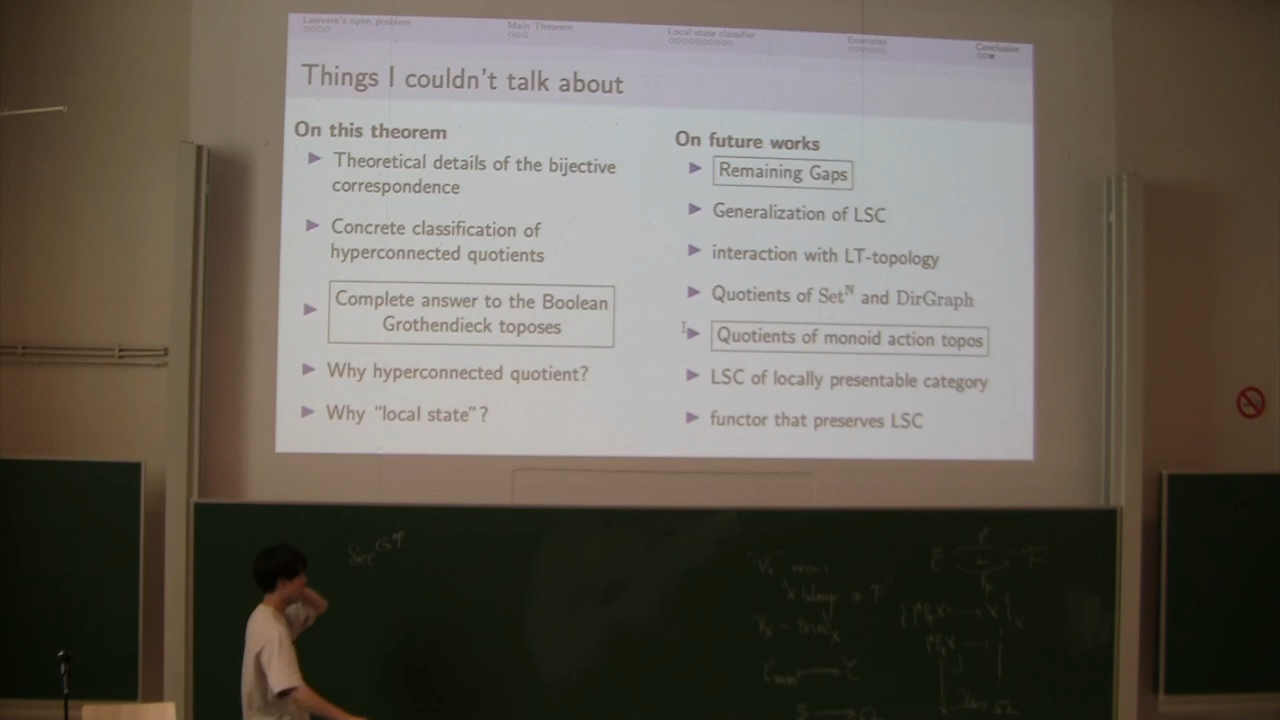 Lawvere's open problem
Main Theorem
Local state classifier
Examples
Conclusion
Things I couldn't talk about
On this theorem
Theoretical details of the bijective
correspondence
Concrete classification of
hyperconnected quotients
Complete answer to the Boolean
Grothendieck toposes
Why hyperconnected quotient?
Why "local state"?
On future works
Remaining Gaps
Generalization of LSC
interaction with LT-topology
Quotients of Set^ℕ and DirGraph
Quotients of monoid action topos
LSC of locally presentable category
functor that preserves LSC